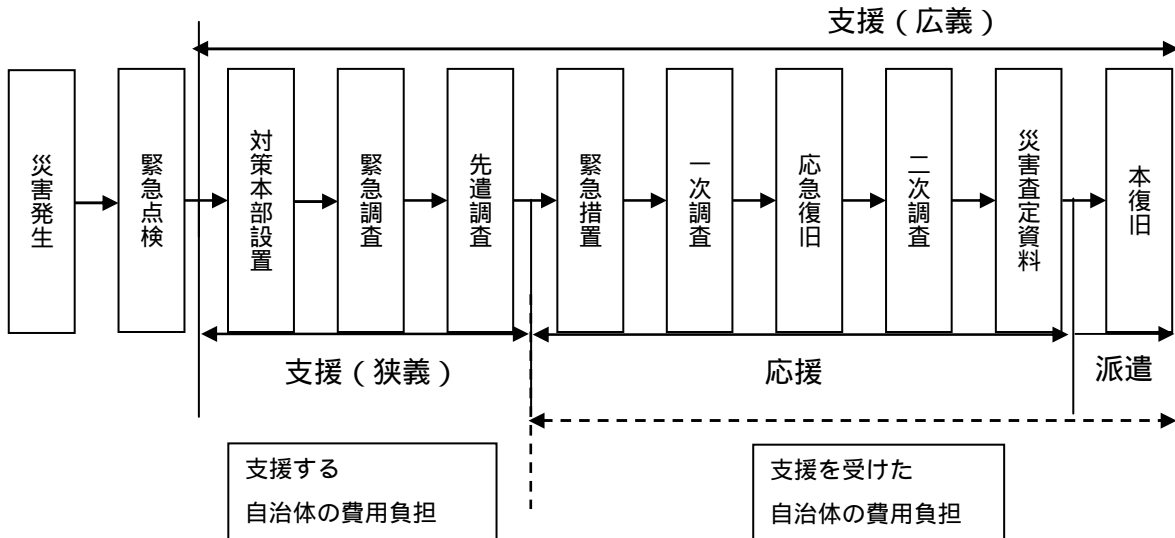 支援（広義）
災害発生
緊急点検
対策本部設置
緊急調査
先遣調査
緊急措置
一次調査
応急復旧
二次調査
災害査定資料
本復旧
支援（狭義）
応援
派遣
支援する
自治体の費用負担
支援を受けた
自治体の費用負担